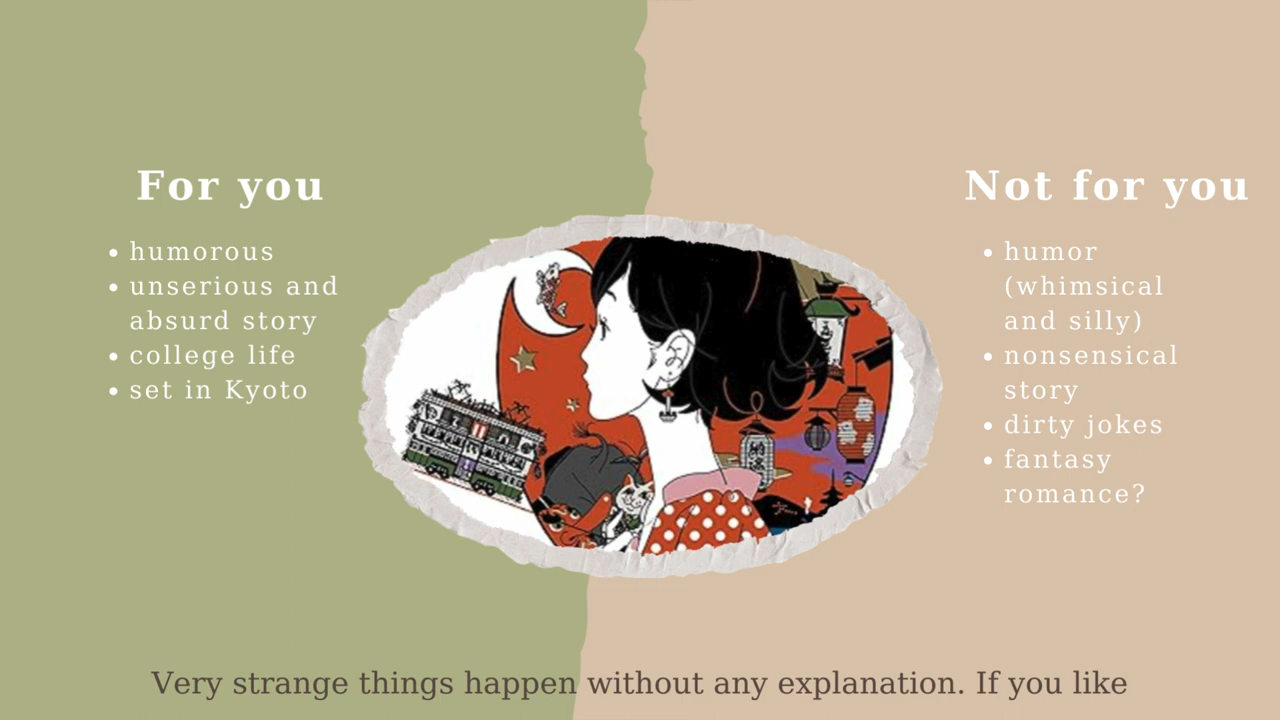 For you
humorous
unserious and
absurd story
college life
set in Kyoto
Not for you
humor
(whimsical
and silly)
nonsensical
story
dirty jokes
fantasy
romance?
Very strange things happen without any explanation. If you like